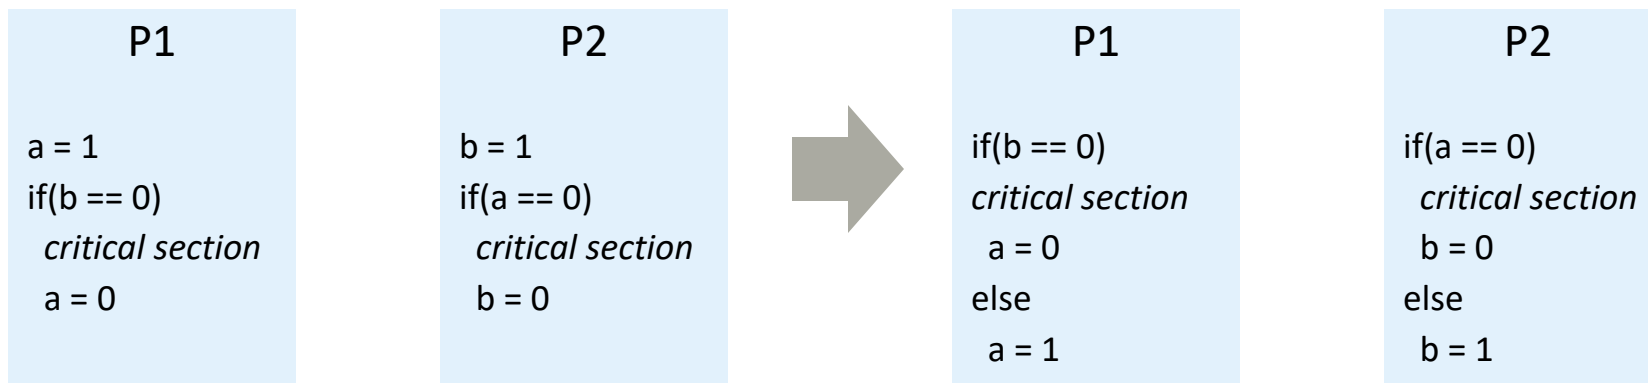 P1
a = 1
if(b == 0)
critical section
a = 0
P2
b = 1
if(a == 0)
critical section
b = 0
P1
if(b == 0)
critical section
a = 0
else
a = 1
P2
if(a == 0)
critical section
b = 0
else
b = 1